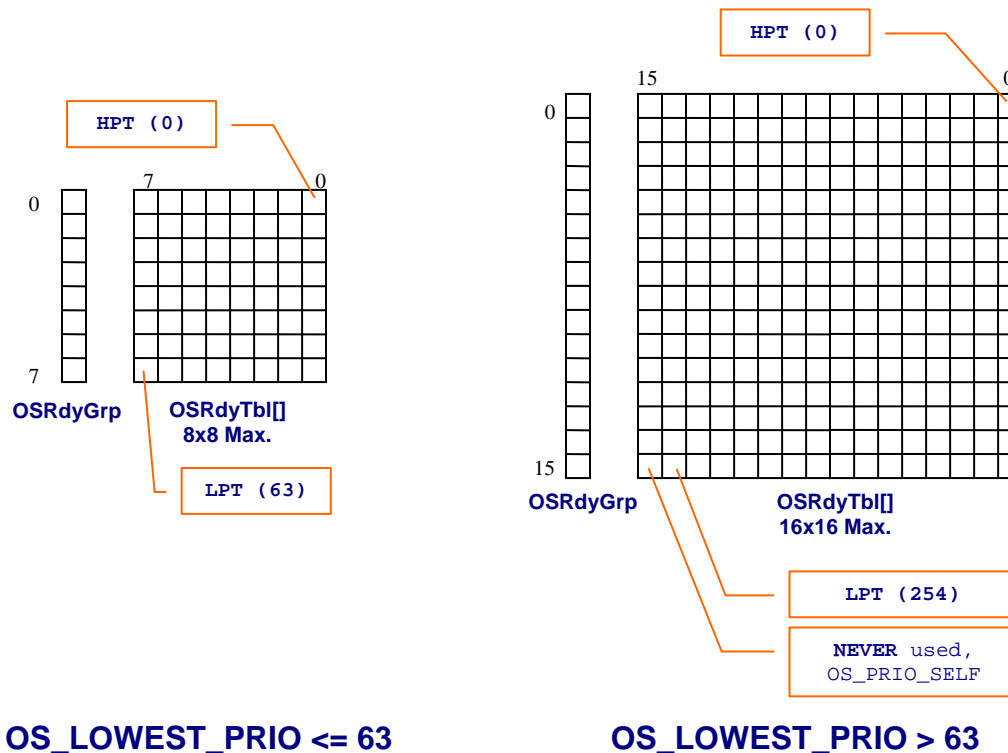 HPT (0)
7
0
0
7
OSRdyGrp
OSRdyTbl[]
8x8 Max.
LPT (63)
OS_LOWEST_PRIO <= 63
HPT (0)
15
0
0
15
OSRdyGrp
OSRdyTbl[]
16x16 Max.
LPT (254)
NEVER used,
OS_PRIO_SELF
OS_LOWEST_PRIO > 63